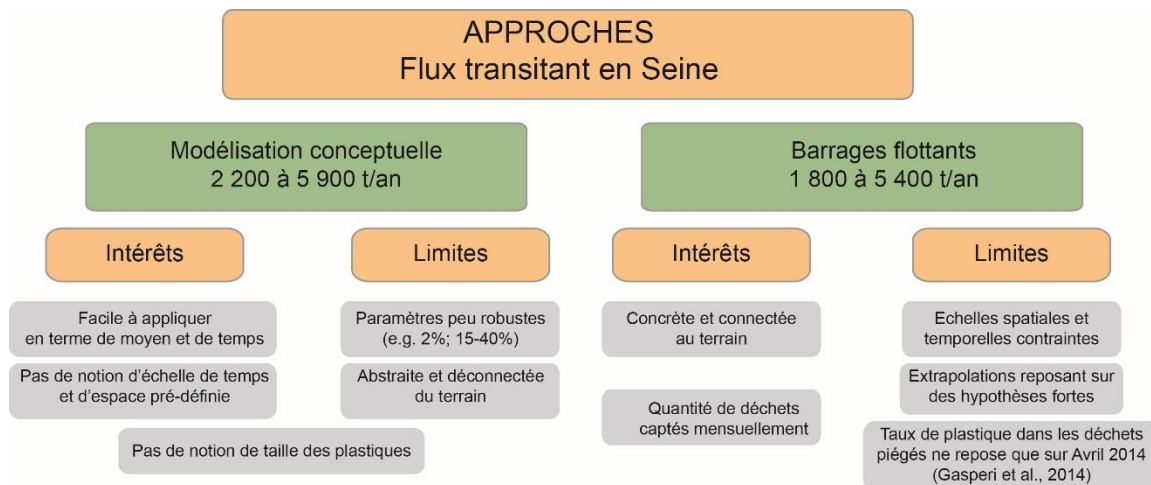 APPROCHES
Flux transitant en Seine
Modélisation conceptuelle
2 200 à 5 900 t/an
Barrages flottants
1 800 à 5 400 t/an
Intérêts
Limites
Intérêts
Limites
Facile à appliquer
en terme de moyen et de temps
Paramètres peu robustes
(e.g. 2%; 15-40%)
Concrète et connectée
au terrain
Echelles spatiales et
temporelles contraintes
Pas de notion d'échelle de temps
et d'espace pré-définie
Abstraite et déconnectée
du terrain
Extrapolations reposant sur
des hypothèses fortes
Quantité de déchets
captés mensuellement
Pas de notion de taille des plastiques
Taux de plastique dans les déchets
piégés ne repose que sur Avril 2014
(Gasperi et al., 2014)